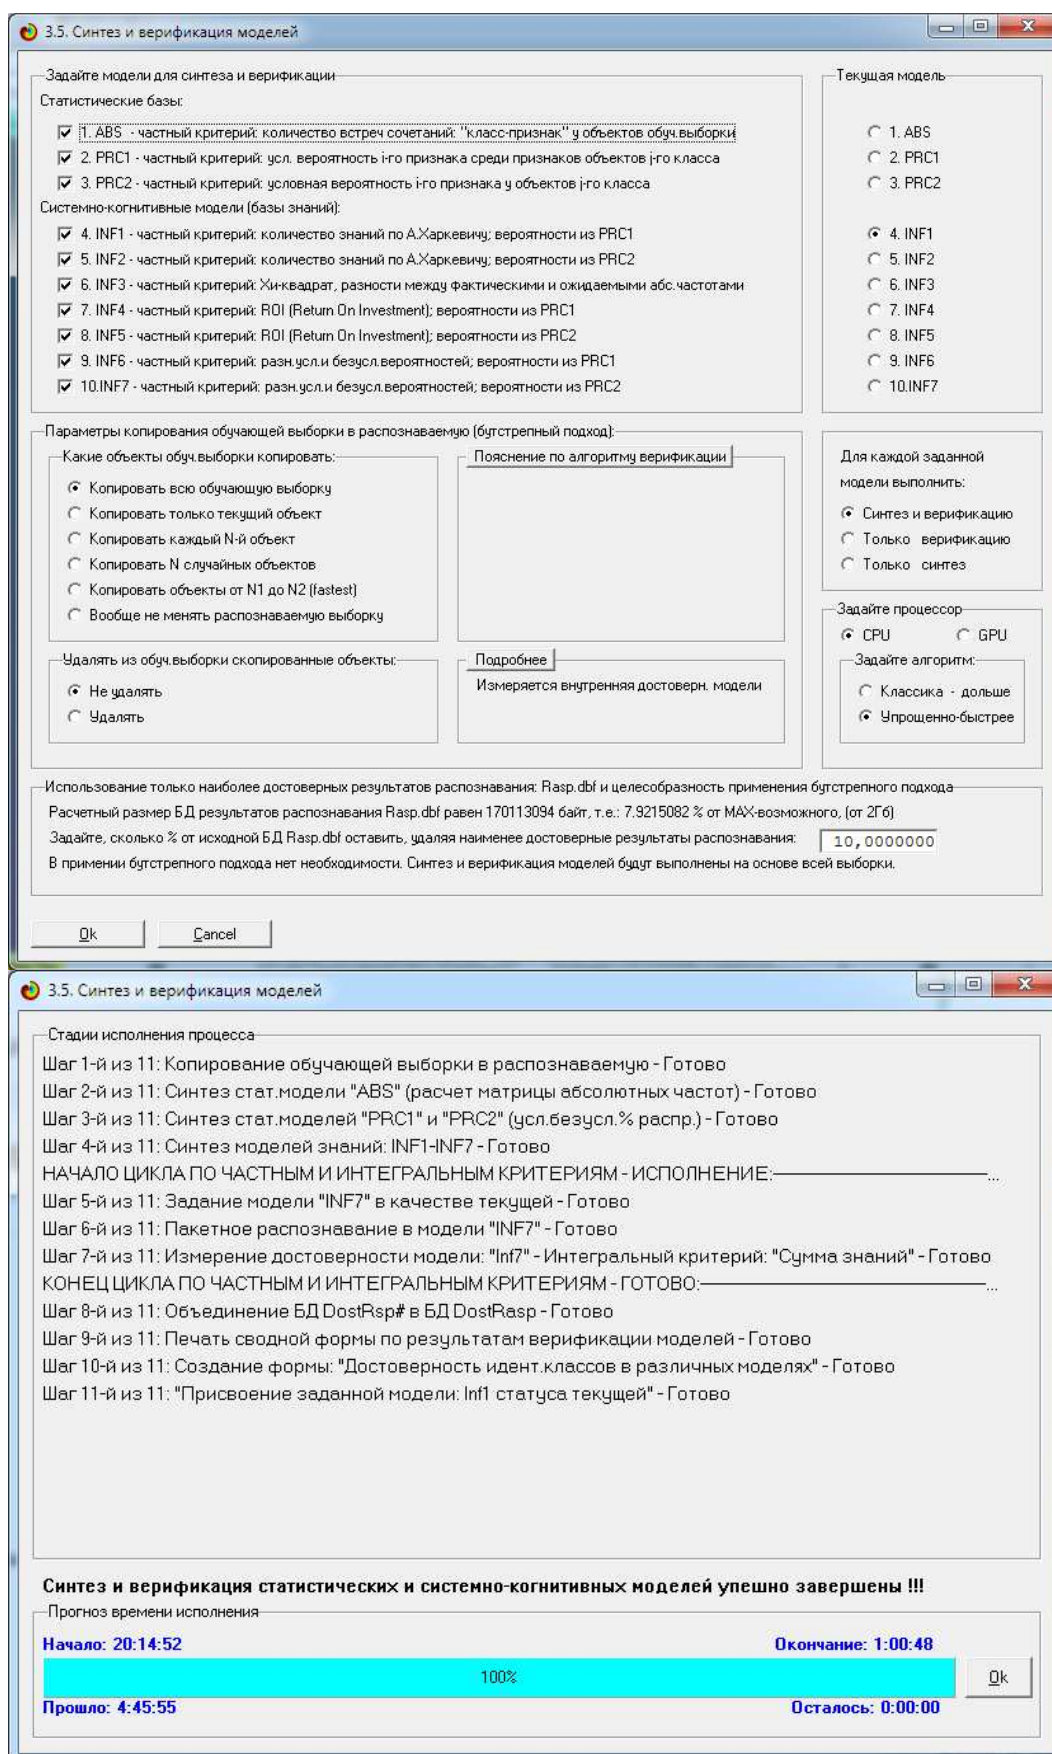 3.5. Синтез и верификация моделей
Задайте модели для синтеза и верификации
Текущая модель
Статистические базы:
1. ABS - частный критерий: количество встреч сочетаний: "класс-признак" у объектов обуч.выборки
1. ABS
2. PRC1 - частный критерий: усл. вероятность i-го признака среди признаков объектов j-го класса
2. PRC1
3. PRC2 - частный критерий: условная вероятность i-го признака у объектов j-го класса
3. PRC2
Системно-когнитивные модели (базы знаний):
4. INF1 - частный критерий: количество знаний по А.Харкевичу; вероятности из PRC1
4. INF1
5. INF2 - частный критерий: количество знаний по А.Харкевичу; вероятности из PRC2
5. INF2
6. INF3 - частный критерий: Хи-квадрат, разности между фактическими и ожидаемыми абс.частотами
6. INF3
7. INF4 - частный критерий: ROI (Return On Investment); вероятности из PRC1
7. INF4
8. INF5 - частный критерий: ROI (Return On Investment); вероятности из PRC2
8. INF5
9. INF6 - частный критерий: разн.усл.и безусл.вероятностей; вероятности из PRC1
9. INF6
10.INF7 - частный критерий: разн.усл.и безусл.вероятностей; вероятности из PRC2
10.INF7
Параметры копирования обучающей выборки в распознаваемую (бутстрепный подход):
Какие объекты обуч.выборки копировать:
Копировать всю обучающую выборку
Копировать только текущий объект
Копировать каждый N-й объект
Копировать N случайных объектов
Копировать объекты от N1 до N2 (fastest)
Вообще не менять распознаваемую выборку
Пояснение по алгоритму верификации
Для каждой заданной
модели выполнить:
Синтез и верификацию
Только верификацию
Только синтез
Задайте процессор
CPU
GPU
Задайте алгоритм:
Классика - дольше
Упрощенно-быстрее
Удалять из обуч.выборки скопированные объекты:
Не удалять
Удалять
Подробнее
Измеряется внутренняя достоверн. модели
Использование только наиболее достоверных результатов распознавания: Rasp.dbf и целесобразность применения бутстрепного подхода
Расчетный размер БД результатов распознавания Rasp.dbf равен 170113094 байт, т.е.: 7.9215082 % от MAX-возможного, (от 2Гб)
Задайте, сколько % от исходной БД Rasp.dbf оставить, удаляя наименее достоверные результаты распознавания:
10,0000000
В примении бутстрепного подхода нет необходимости. Синтез и верификация моделей будут выполнены на основе всей выборки.
Ok
Cancel
3.5. Синтез и верификация моделей
Стадии исполнения процесса
Шаг 1-й из 11: Копирование обучающей выборки в распознаваемую - Готово
Шаг 2-й из 11: Синтез стат.модели "ABS" (расчет матрицы абсолютных частот) - Готово
Шаг 3-й из 11: Синтез стат.моделей "PRC1" и "PRC2" (усл.безусл.% распр.) - Готово
Шаг 4-й из 11: Синтез моделей знаний: INF1-INF7 - Готово
НАЧАЛО ЦИКЛА ПО ЧАСТНЫМ И ИНТЕГРАЛЬНЫМ КРИТЕРИЯМ - ИСПОЛНЕНИЕ:————————...
Шаг 5-й из 11: Задание модели "INF7" в качестве текущей - Готово
Шаг 6-й из 11: Пакетное распознавание в модели "INF7" - Готово
Шаг 7-й из 11: Измерение достоверности модели: "Inf7" - Интегральный критерий: "Сумма знаний" - Готово
КОНЕЦ ЦИКЛА ПО ЧАСТНЫМ И ИНТЕГРАЛЬНЫМ КРИТЕРИЯМ - ГОТОВО:————————...
Шаг 8-й из 11: Объединение БД DostRsp# в БД DostRasp - Готово
Шаг 9-й из 11: Печать сводной формы по результатам верификации моделей - Готово
Шаг 10-й из 11: Создание формы: "Достоверность идент.классов в различных моделях" - Готово
Шаг 11-й из 11: "Присвоение заданной модели: Inf1 статуса текущей" - Готово
Синтез и верификация статистических и системно-когнитивных моделей упешно завершены !!!
Прогноз времени исполнения
Начало: 20:14:52
Окончание: 1:00:48
100%
Ok
Прошло: 4:45:55
Осталось: 0:00:00